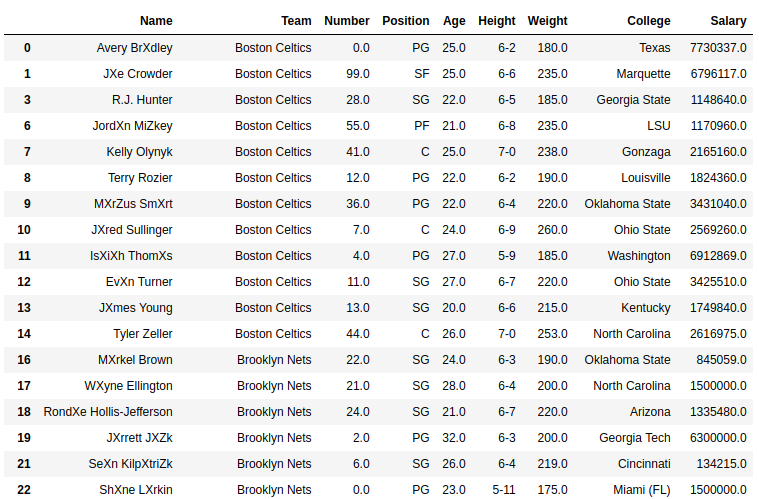 Name Team Number Position Age Height Weight College Salary
0 Avery BrXdley Boston Celtics 0.0 PG 25.0 6-2 180.0 Texas 7730337.0
1 JXe Crowder Boston Celtics 99.0 SF 25.0 6-6 235.0 Marquette 6796117.0
3 R.J. Hunter Boston Celtics 28.0 SG 22.0 6-5 185.0 Georgia State 1148640.0
6 JordXn MiZkey Boston Celtics 55.0 PF 21.0 6-8 235.0 LSU 1170960.0
7 Kelly Olynyk Boston Celtics 41.0 C 25.0 7-0 238.0 Gonzaga 2165160.0
8 Terry Rozier Boston Celtics 12.0 PG 22.0 6-2 190.0 Louisville 1824360.0
9 MXrZus SmXrt Boston Celtics 36.0 PG 22.0 6-4 220.0 Oklahoma State 3431040.0
10 JXred Sullinger Boston Celtics 7.0 C 24.0 6-9 260.0 Ohio State 2569260.0
11 IsXiXh ThomXs Boston Celtics 4.0 PG 27.0 5-9 185.0 Washington 6912869.0
12 EvXn Turner Boston Celtics 11.0 SG 27.0 6-7 220.0 Ohio State 3425510.0
13 JXmes Young Boston Celtics 13.0 SG 20.0 6-6 215.0 Kentucky 1749840.0
14 Tyler Zeller Boston Celtics 44.0 C 26.0 7-0 253.0 North Carolina 2616975.0
16 MXrkel Brown Brooklyn Nets 22.0 SG 24.0 6-3 190.0 Oklahoma State 845059.0
17 WXyne Ellington Brooklyn Nets 21.0 SG 28.0 6-4 200.0 North Carolina 1500000.0
18 RondXe Hollis-Jefferson Brooklyn Nets 24.0 SG 21.0 6-7 220.0 Arizona 1335480.0
19 JXrrett JXZk Brooklyn Nets 2.0 PG 32.0 6-3 200.0 Georgia Tech 6300000.0
21 SeXn KilpXtriZk Brooklyn Nets 6.0 SG 26.0 6-4 219.0 Cincinnati 134215.0
22 ShXne LXrkin Brooklyn Nets 0.0 PG 23.0 5-11 175.0 Miami (FL) 1500000.0